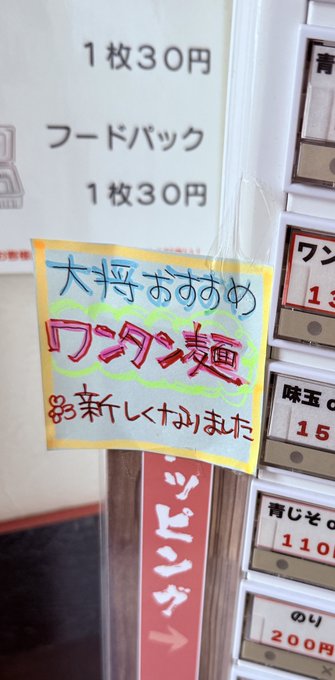 1枚30円
フードパック
1枚30円
大将おすすめ
ワンタン麺
新しくなりました
ッピング
→
青
ワン
味玉
15
青じそ
110
のり
200円